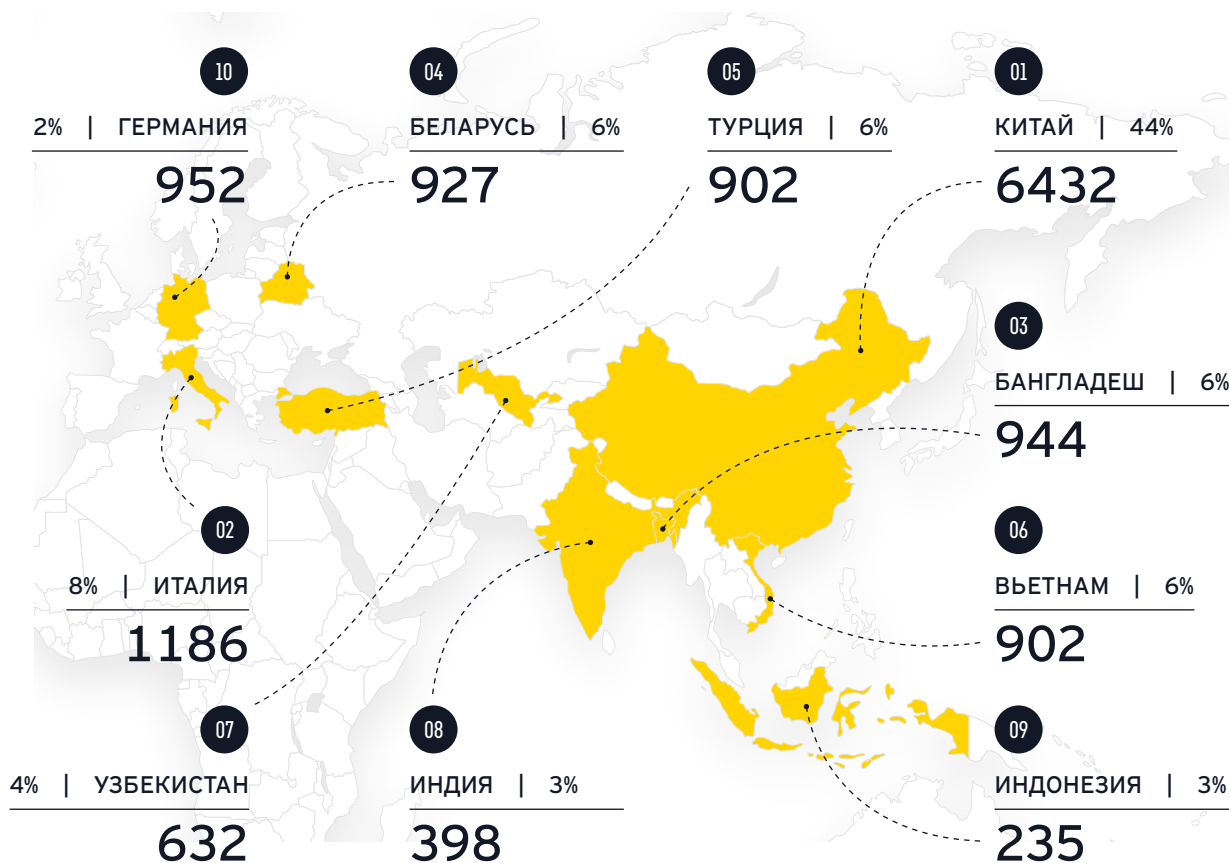 10
2% | ГЕРМАНИЯ
952
04
БЕЛАРУСЬ | 6%
927
05
ТУРЦИЯ | 6%
902
01
КИТАЙ | 44%
6432
03
БАНГЛАДЕШ | 6%
944
02
8% | ИТАЛИЯ
1186
06
ВЬЕТНАМ | 6%
902
07
4% | УЗБЕКИСТАН
632
08
ИНДИЯ | 3%
398
09
ИНДОНЕЗИЯ | 3%
235